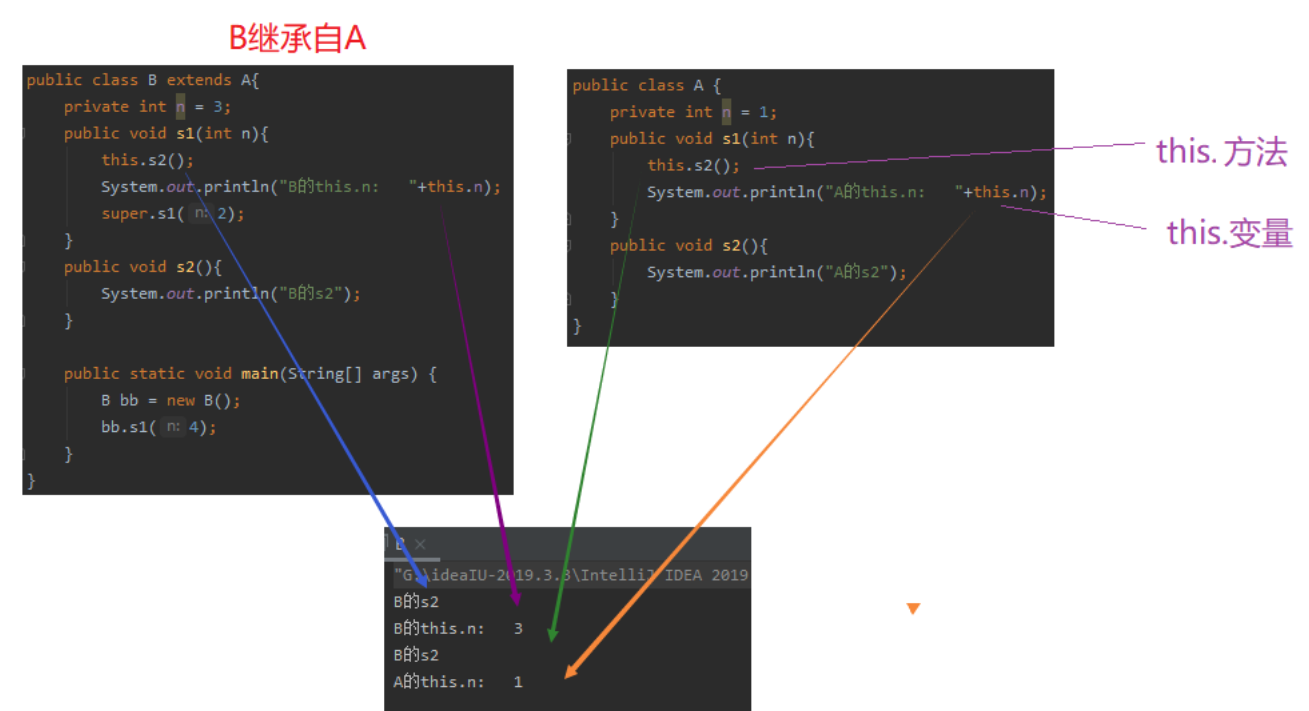 B继承自A
public class B extends A{
private int n = 3;
public void s1(int n){
this.s2();
System.out.println("B的this.n:   "+this.n);
super.s1( n: 2);
}
public void s2(){
System.out.println("B的s2");
}
public static void main(String[] args) {
B bb = new B();
bb.s1( n: 4);
}
}
public class A {
private int n = 1;
public void s1(int n){
this.s2();
System.out.println("A的this.n:   "+this.n);
}
public void s2(){
System.out.println("A的s2");
}
}
this. 方法
this.变量
B ×
"G:\ideaIU-2019.3.3\IntelliJ IDEA 2019
B的s2
B的this.n:   3
B的s2
A的this.n:   1